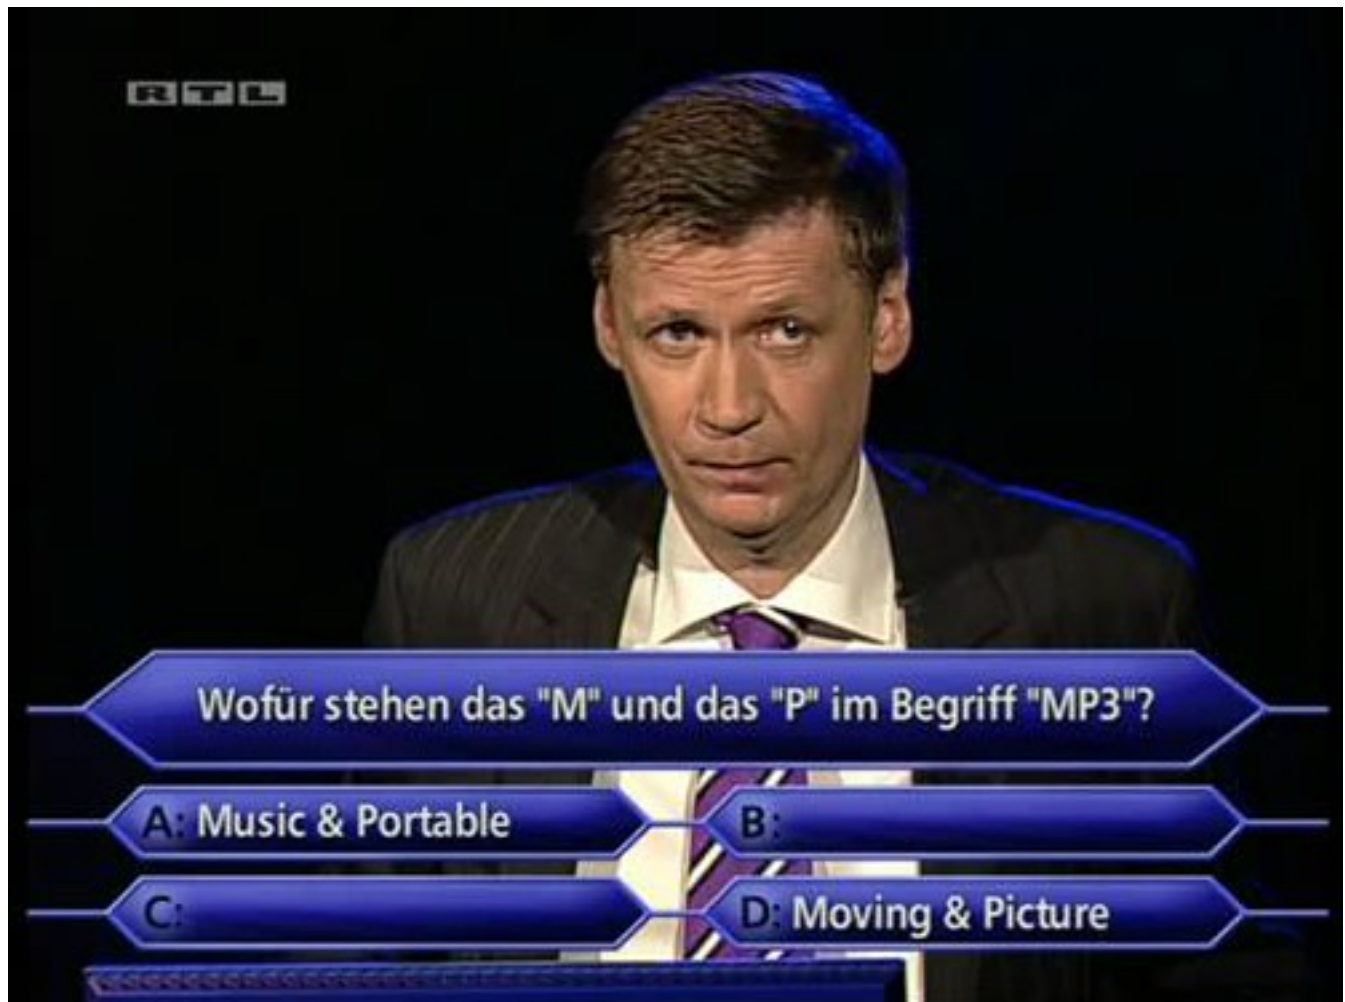 RTL
Wofür stehen das "M" und das "P" im Begriff "MP3"?
A: Music & Portable
B:
C:
D: Moving & Picture